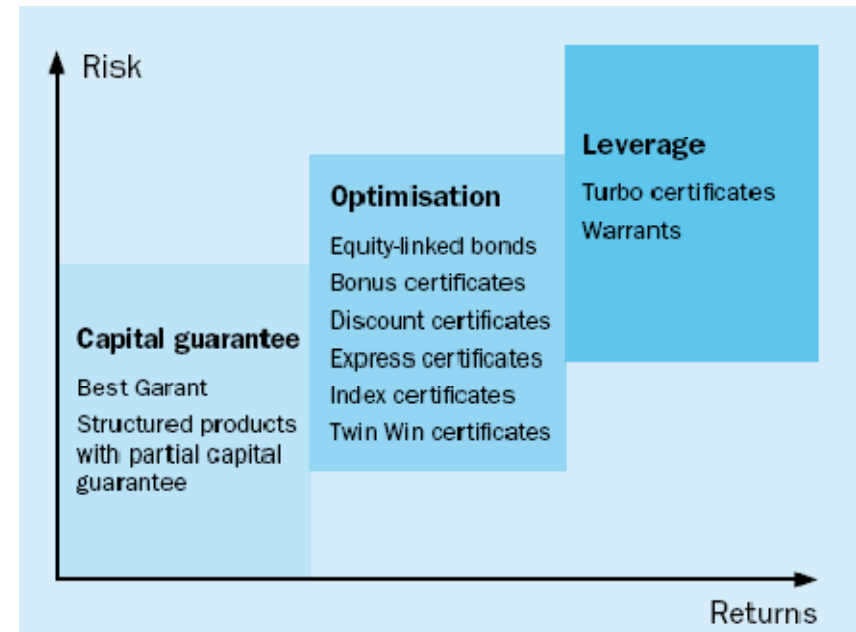 Risk
Leverage
Turbo certificates
Warrants
Optimisation
Equity-linked bonds
Bonus certificates
Discount certificates
Express certificates
Index certificates
Twin Win certificates
Capital guarantee
Best Garant
Structured products
with partial capital
guarantee
Returns